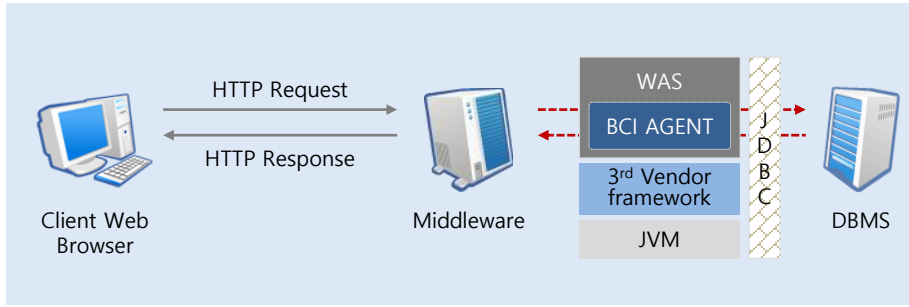 HTTP Request
HTTP Response
Client Web
Browser
Middleware
WAS
BCI AGENT
3rd Vendor
framework
JVM
J
D
B
C
DBMS